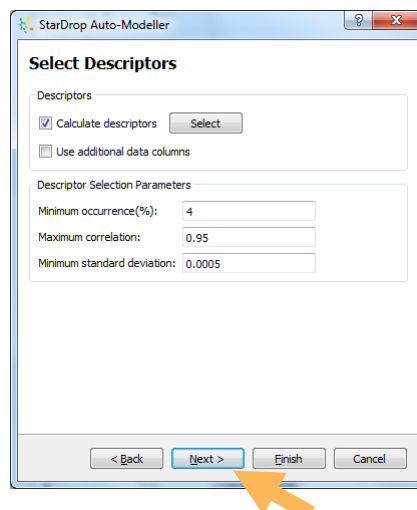 StarDrop Auto-Modeller
Select Descriptors
Descriptors
Calculate descriptors Select
Use additional data columns
Descriptor Selection Parameters
Minimum occurrence(%): 4
Maximum correlation: 0.95
Minimum standard deviation: 0.0005
< Back Next > Finish Cancel